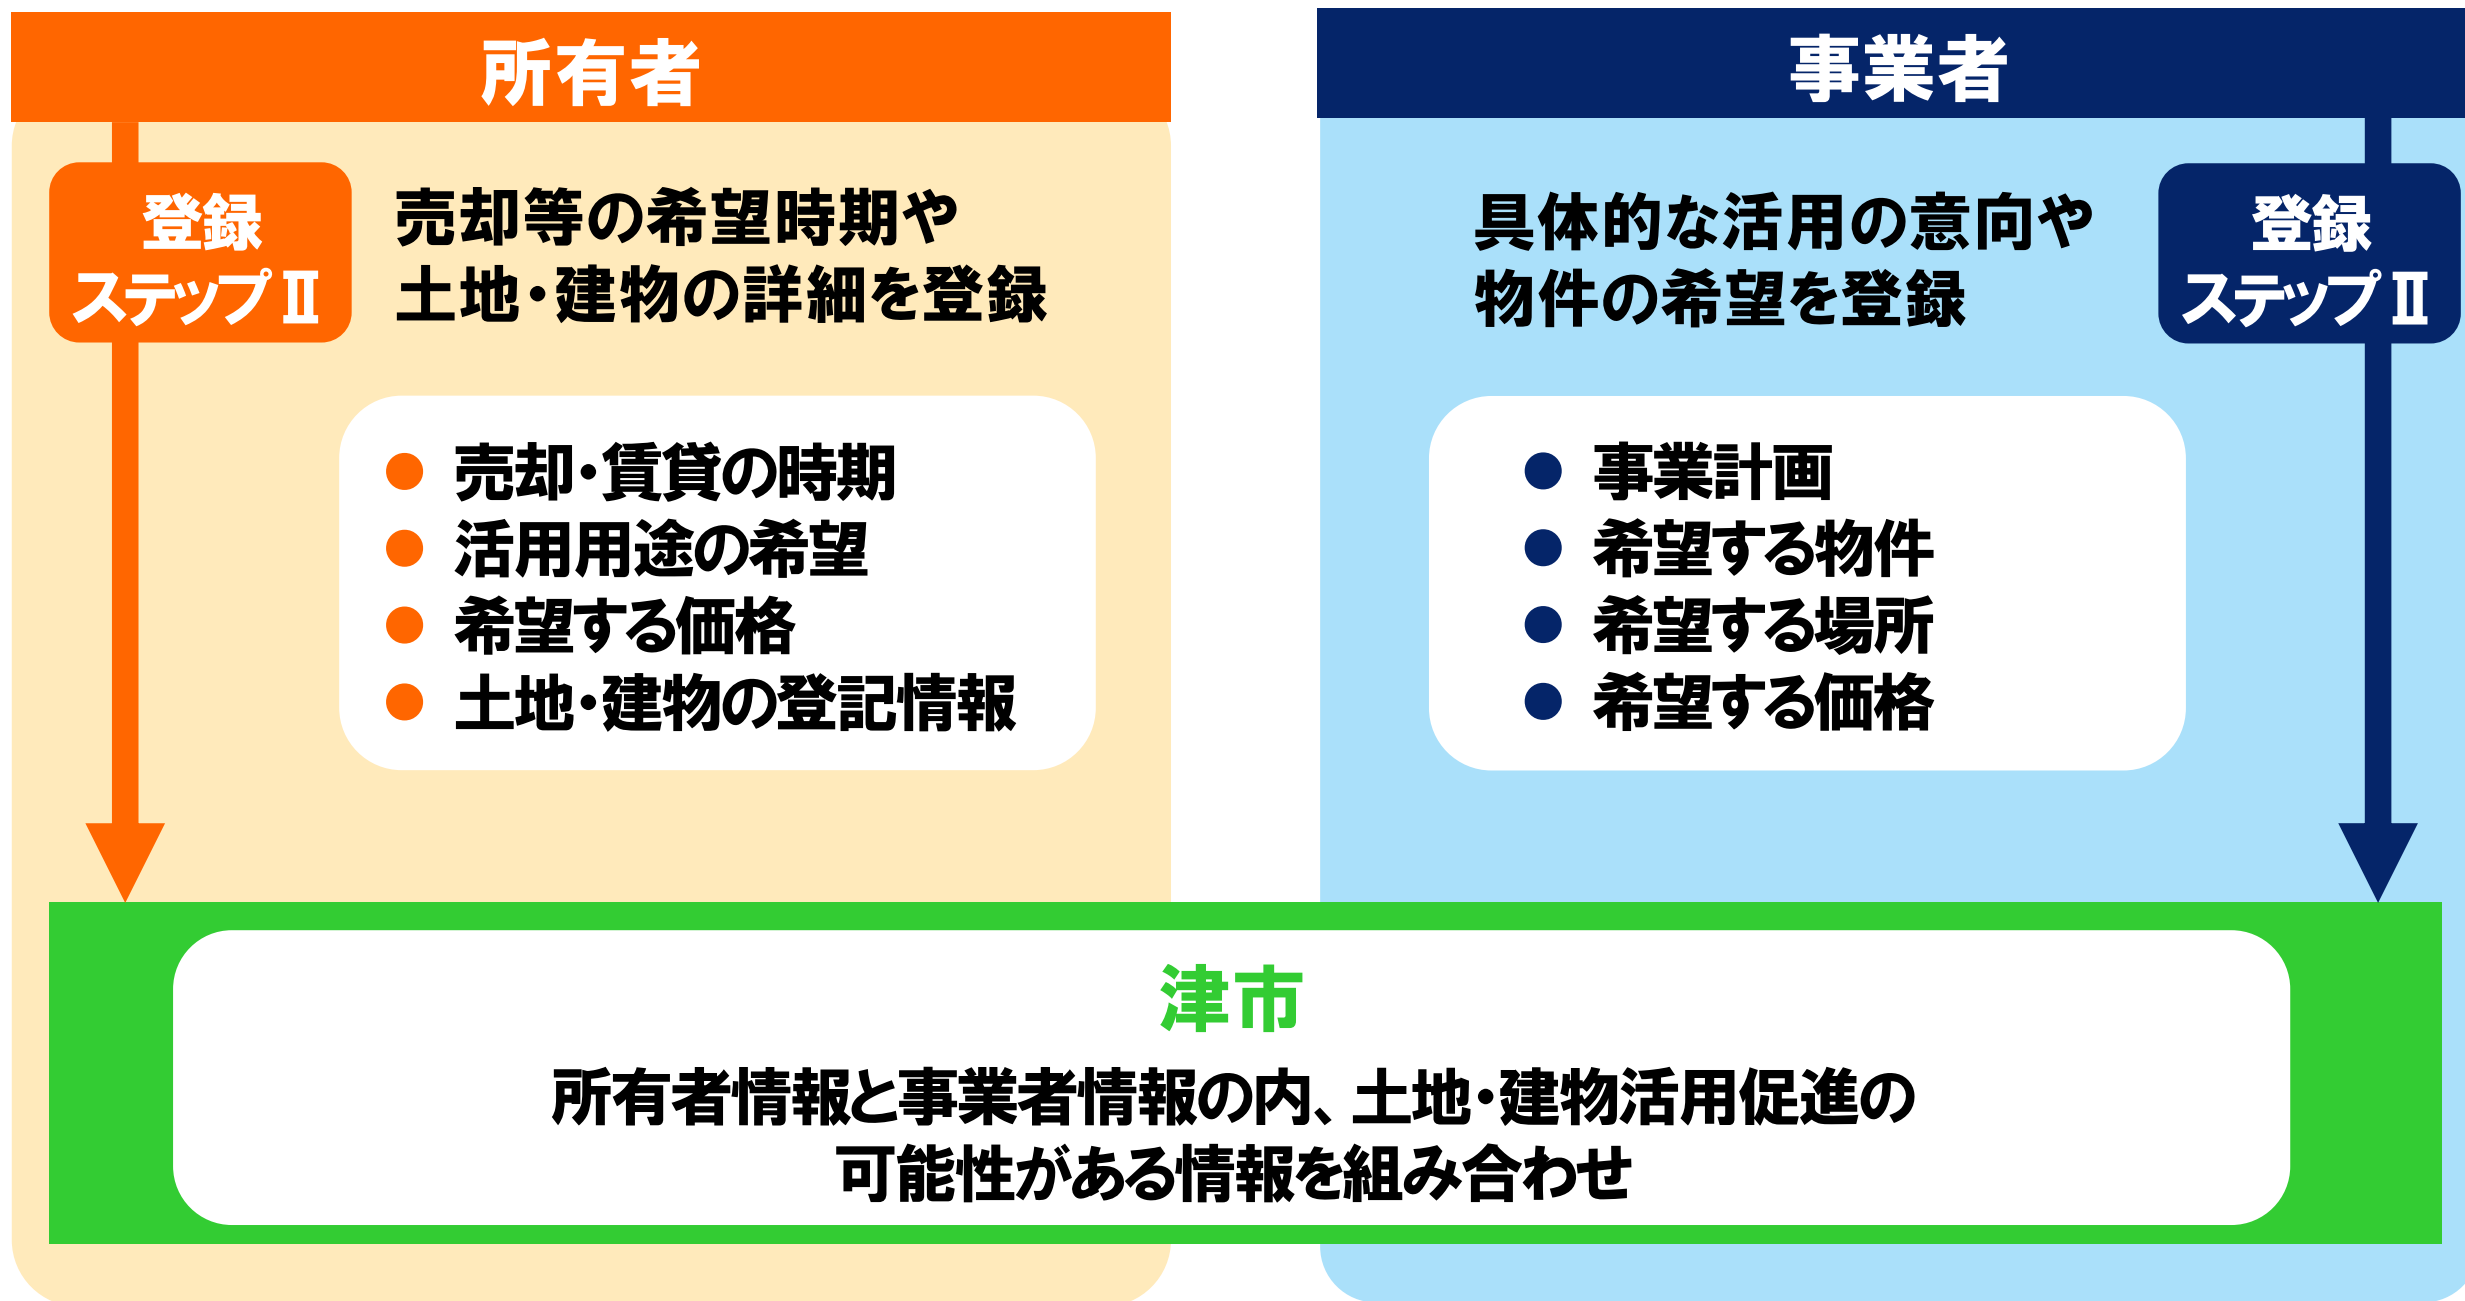 所有者
登録
ステップⅡ
売却等の希望時期や
土地・建物の詳細を登録
● 売却・賃貸の時期
● 活用用途の希望
● 希望する価格
● 土地・建物の登記情報
事業者
具体的な活用の意向や
物件の希望を登録
登録
ステップⅡ
● 事業計画
● 希望する物件
● 希望する場所
● 希望する価格
津市
所有者情報と事業者情報の内、土地・建物活用促進の
可能性がある情報を組み合わせ